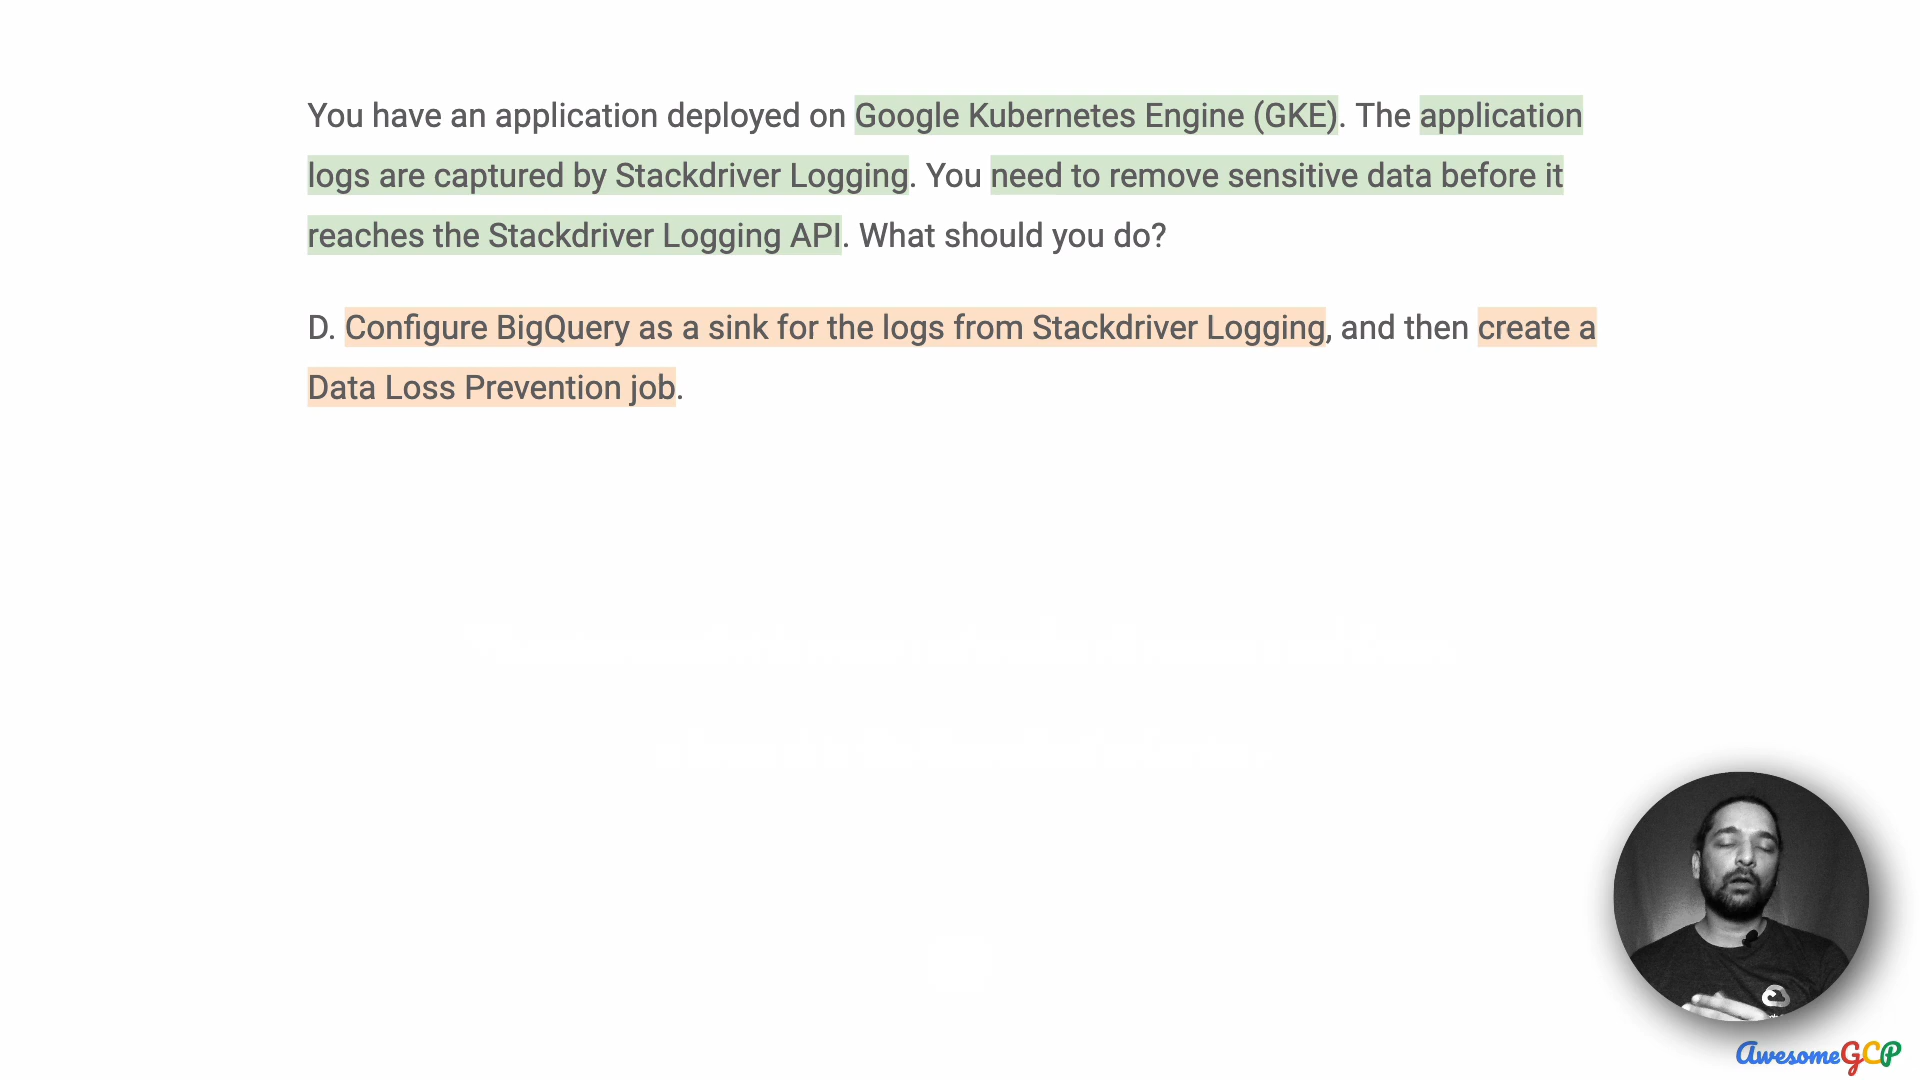 You have an application deployed on Google Kubernetes Engine (GKE). The application
logs are captured by Stackdriver Logging. You need to remove sensitive data before it
reaches the Stackdriver Logging API. What should you do?
D. Configure BigQuery as a sink for the logs from Stackdriver Logging, and then create a
Data Loss Prevention job.
AwesomeGCP